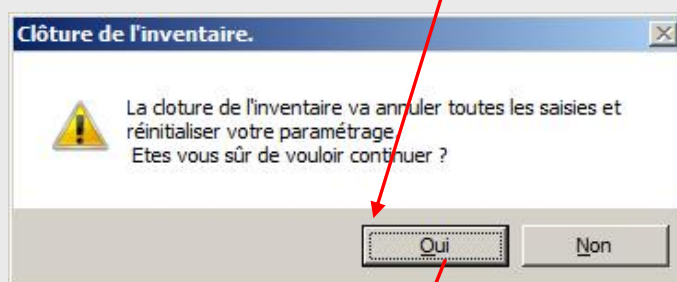 Clôture de l'inventaire.
La cloture de l'inventaire va annuler toutes les saisies et
réinitialiser votre paramétrage.
Etes vous sûr de vouloir continuer ?
Oui
Non